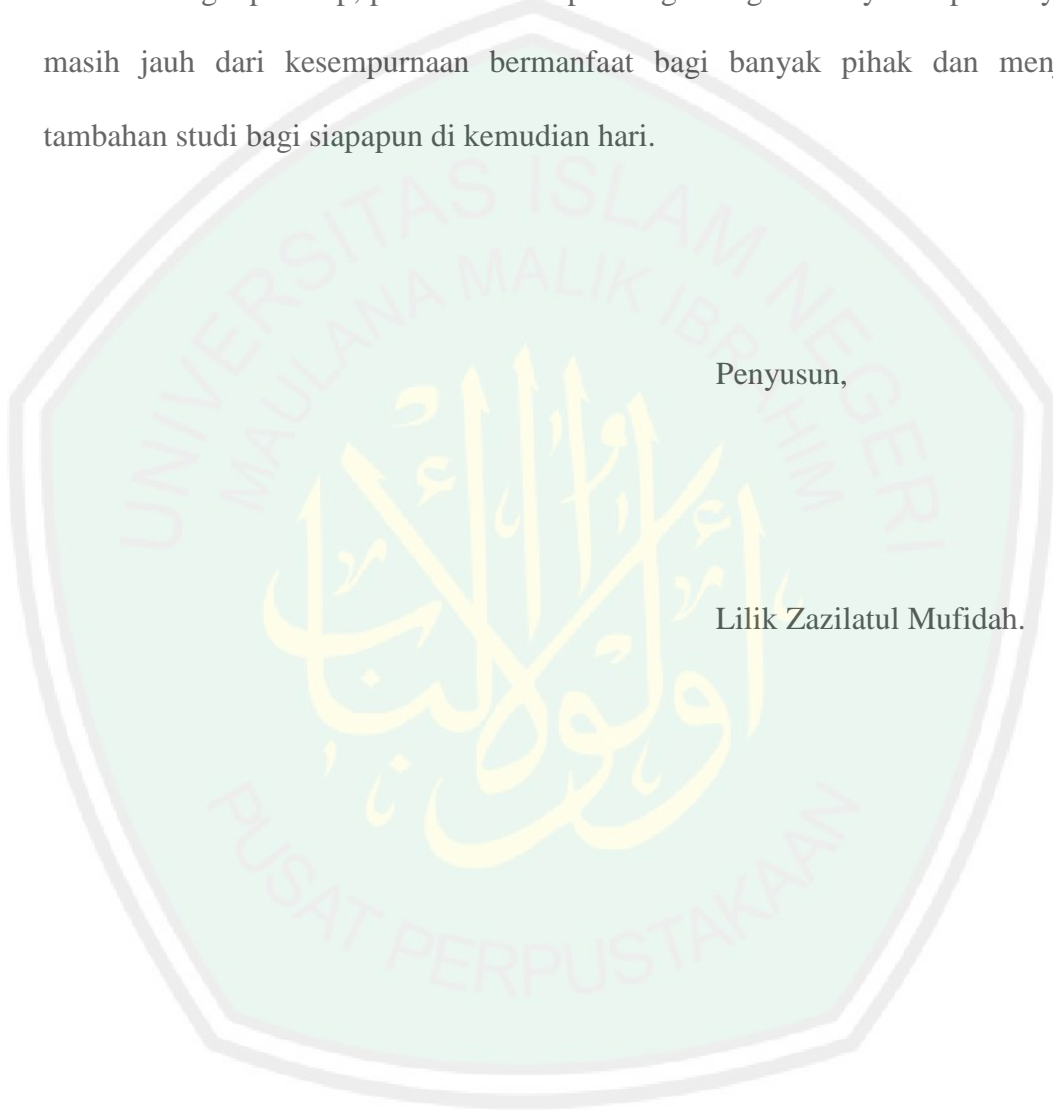 masih jauh dari kesempurnaan bermanfaat bagi banyak pihak dan
tambahan studi bagi siapapun di kemudian hari.
UNIVERSITAS ISLAM NEGERI
MAULANA MALIK IBRAHIM
Penyusun,
Lilik Zazilatul Mufidah.
PUSAT PERPUSTAKAAN